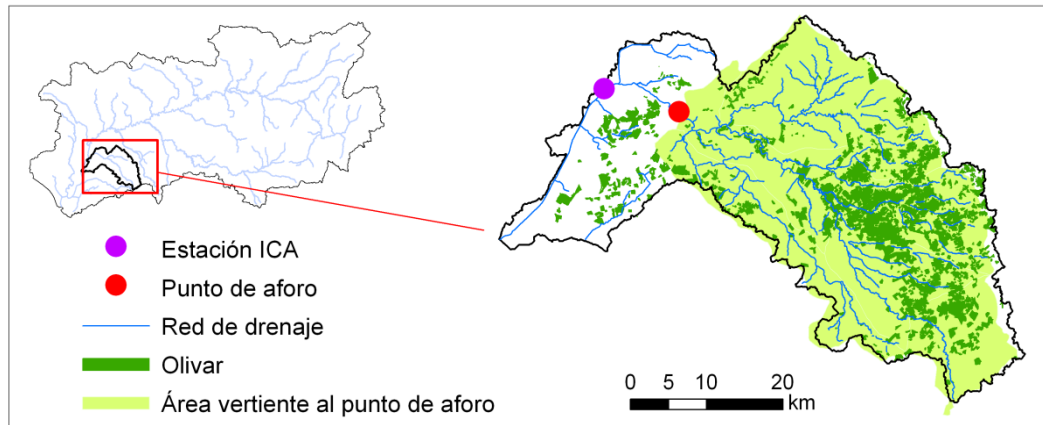 Estación ICA
Punto de aforo
Red de drenaje
Olivar
Área vertiente al punto de aforo
0 5 10 20
km